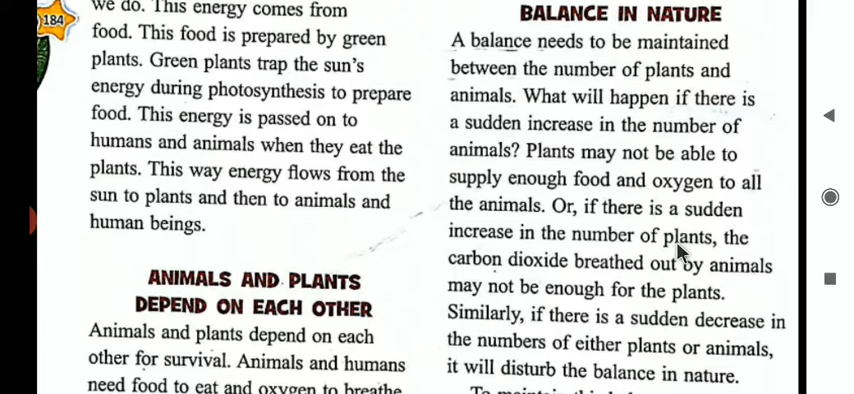 184
we do. This energy comes from
food. This food is prepared by green
plants. Green plants trap the sun's
energy during photosynthesis to prepare
food. This energy is passed on to
humans and animals when they eat the
plants. This way energy flows from the
sun to plants and then to animals and
human beings.
ANIMALS AND PLANTS
DEPEND ON EACH OTHER
Animals and plants depend on each
other for survival. Animals and humans
need food to eat and oxygen to breathe
BALANCE IN NATURE
A balance needs to be maintained
between the number of plants and
animals. What will happen if there is
a sudden increase in the number of
animals? Plants may not be able to
supply enough food and oxygen to all
the animals. Or, if there is a sudden
increase in the number of plants, the
carbon dioxide breathed out by animals
may not be enough for the plants.
Similarly, if there is a sudden decrease in
the numbers of either plants or animals,
it will disturb the balance in nature.
To maintain this